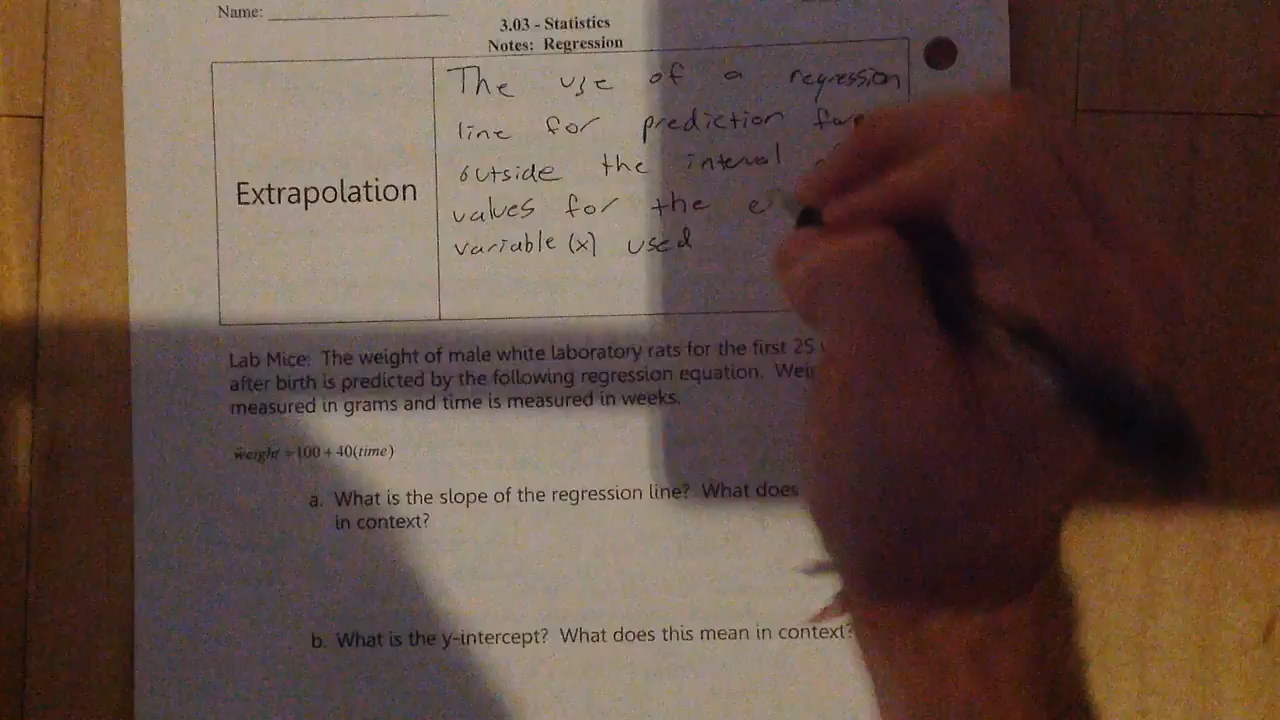 Name:
3.03 - Statistics
Notes: Regression
Extrapolation
The use of a regression
line for prediction far
outside the interval
values for the e
variable (x) used
Lab Mice: The weight of male white laboratory rats for the first 25
after birth is predicted by the following regression equation.
measured in grams and time is measured in weeks.
weight = 100 + 40(time)
a. What is the slope of the regression line? What does
in context?
b. What is the y-intercept? What does this mean in context?